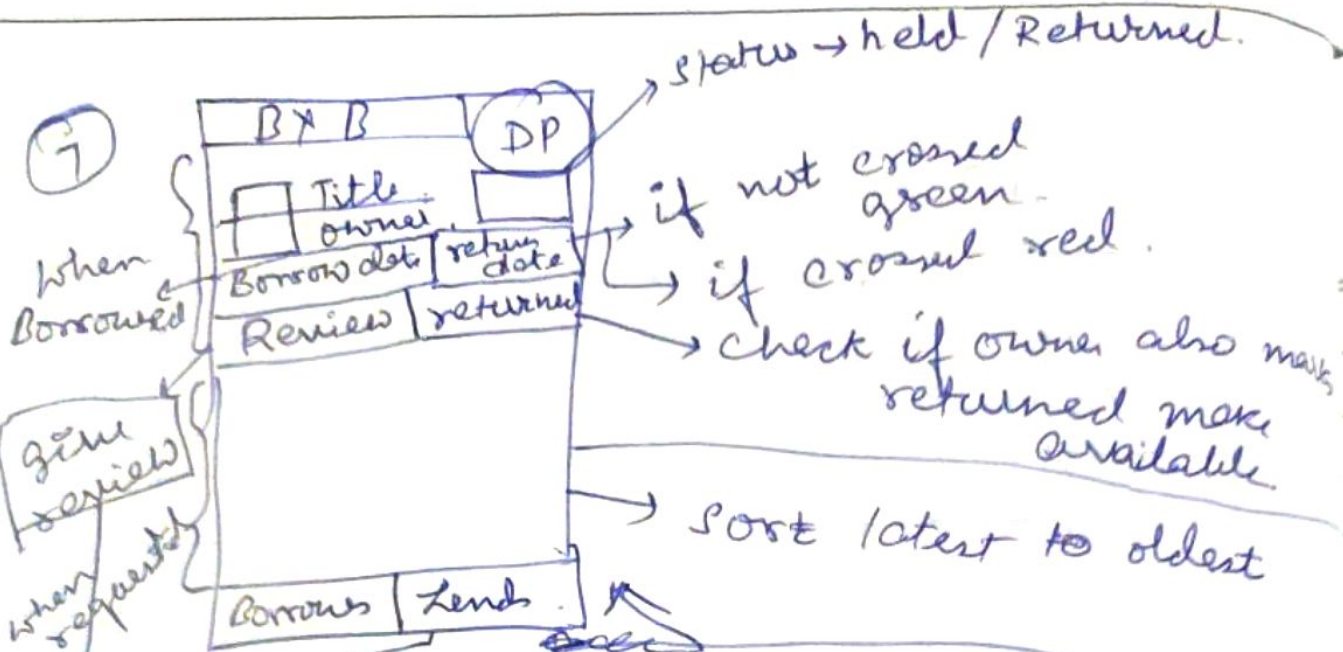 7
B x B
DP
status → held / Returned.
Title
owner
if not crossed
green.
if crossed red.
when
Borrowed
Borrow date
return
date
Review
returned
check if owner also mark
returned make
available
give
review
sort latest to oldest
when
requested
Borrows
Lends